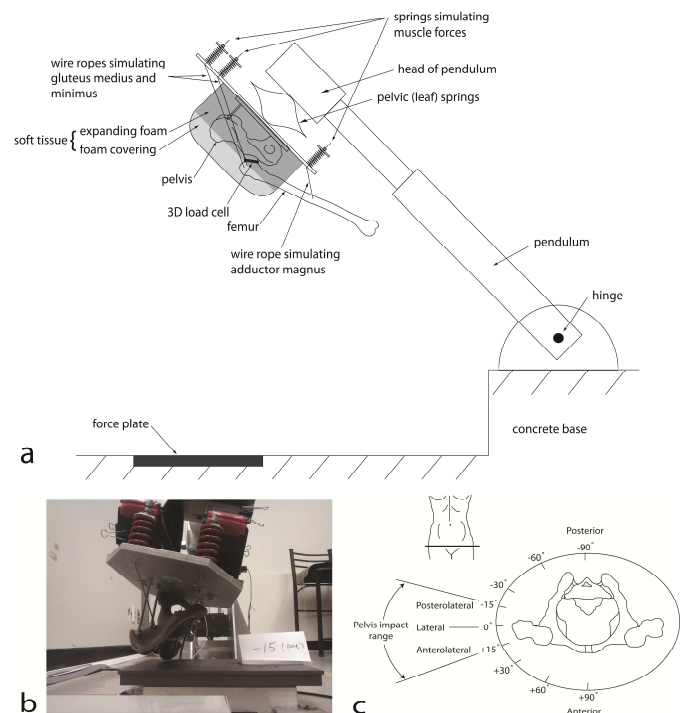 springs simulating
muscle forces
wire ropes simulating
gluteus medius and
minimus
head of pendulum
pelvic (leaf) springs
soft tissue {
expanding foam
foam covering
pelvis
3D load cell
femur
wire rope simulating
adductor magnus
pendulum
hinge
force plate
concrete base
a
-15 (post)
b
Posterior
-90°
-60°
-30°
Posterolateral -15°
Pelvis impact
range
Lateral 0°
Anterolateral +15°
+30°
+60°
+90°
Anterior
c